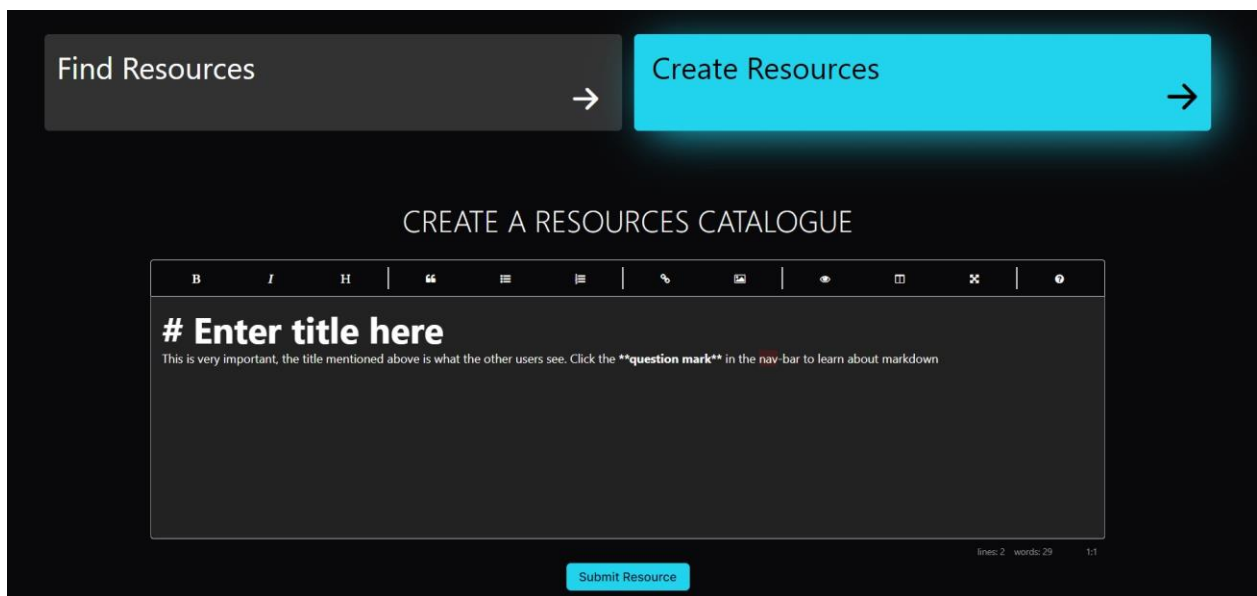 Find Resources
Create Resources
CREATE A RESOURCES CATALOGUE
B I H
# Enter title here
This is very important, the title mentioned above is what the other users see. Click the **question mark** in the nav-bar to learn about markdown
lines: 2 words: 29 1:1
Submit Resource